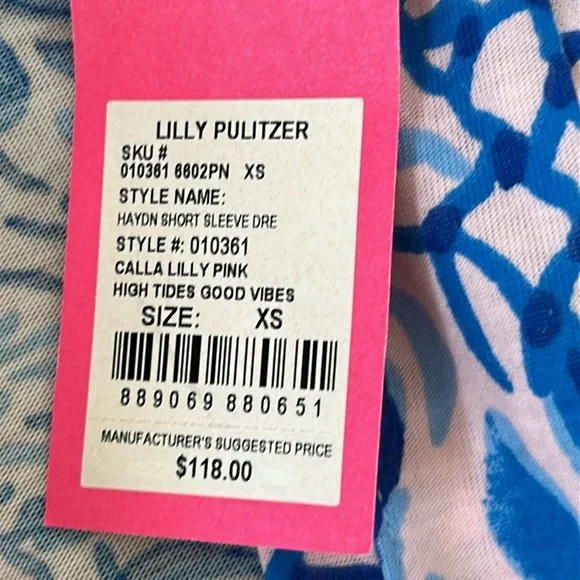 LILLY PULITZER
SKU #
010361 6602PN XS
STYLE NAME:
HAYDN SHORT SLEEVE DRE
STYLE #: 010361
CALLA LILLY PINK
HIGH TIDES GOOD VIBES
SIZE: XS
889069 880651
MANUFACTURER'S SUGGESTED PRICE
$118.00